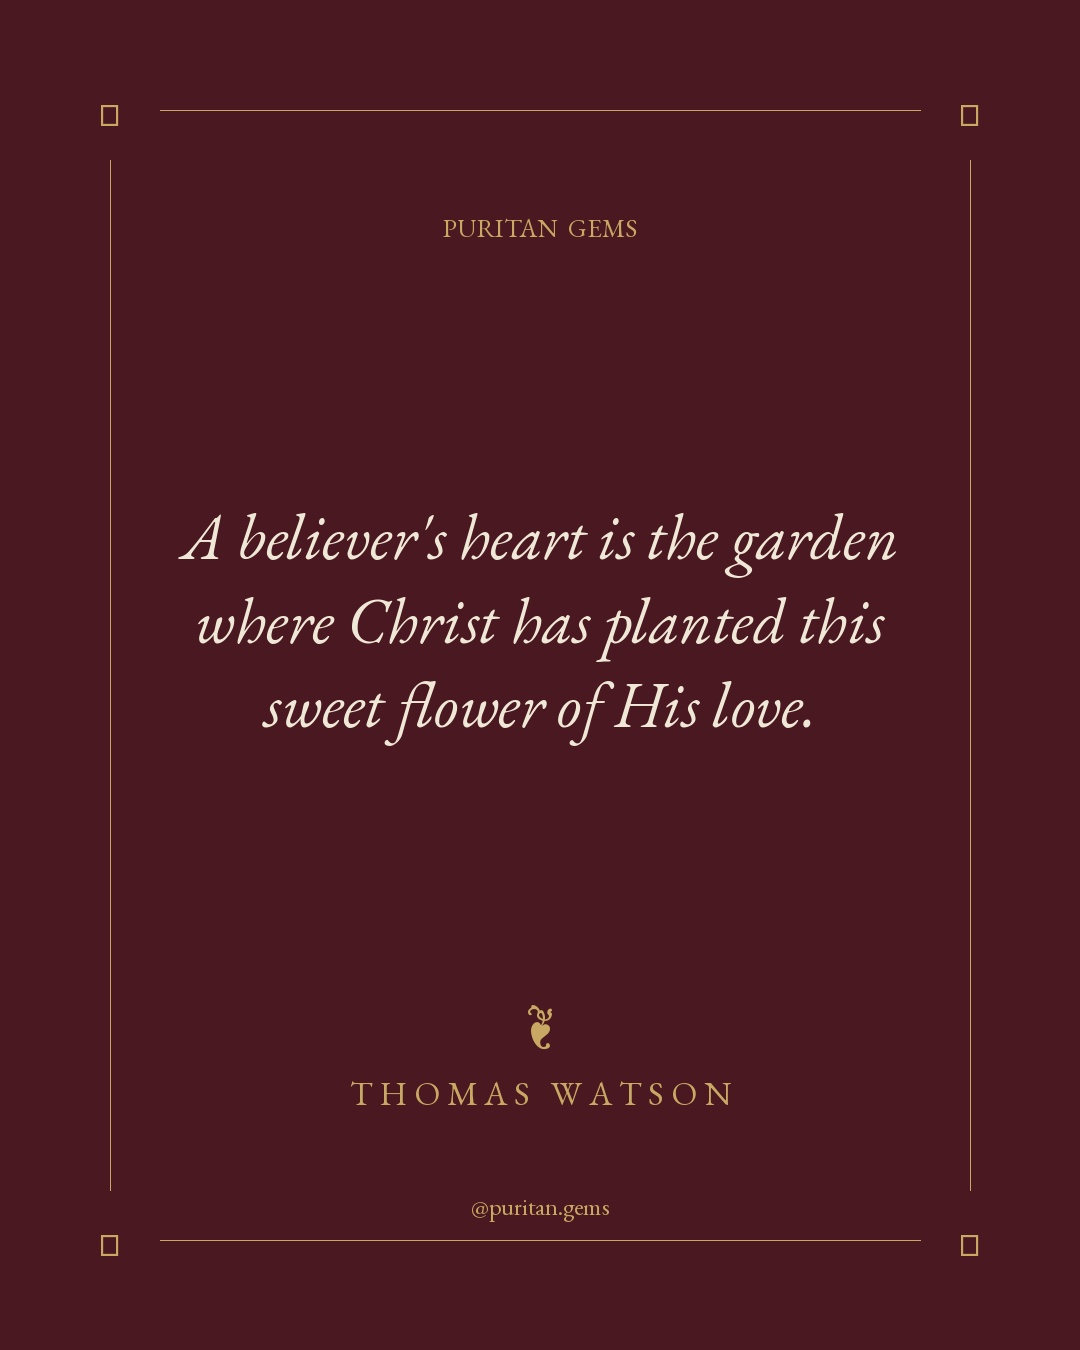 PURITAN GEMS
A believer's heart is the garden
where Christ has planted this
sweet flower of His love.
THOMAS WATSON
@puritan.gems